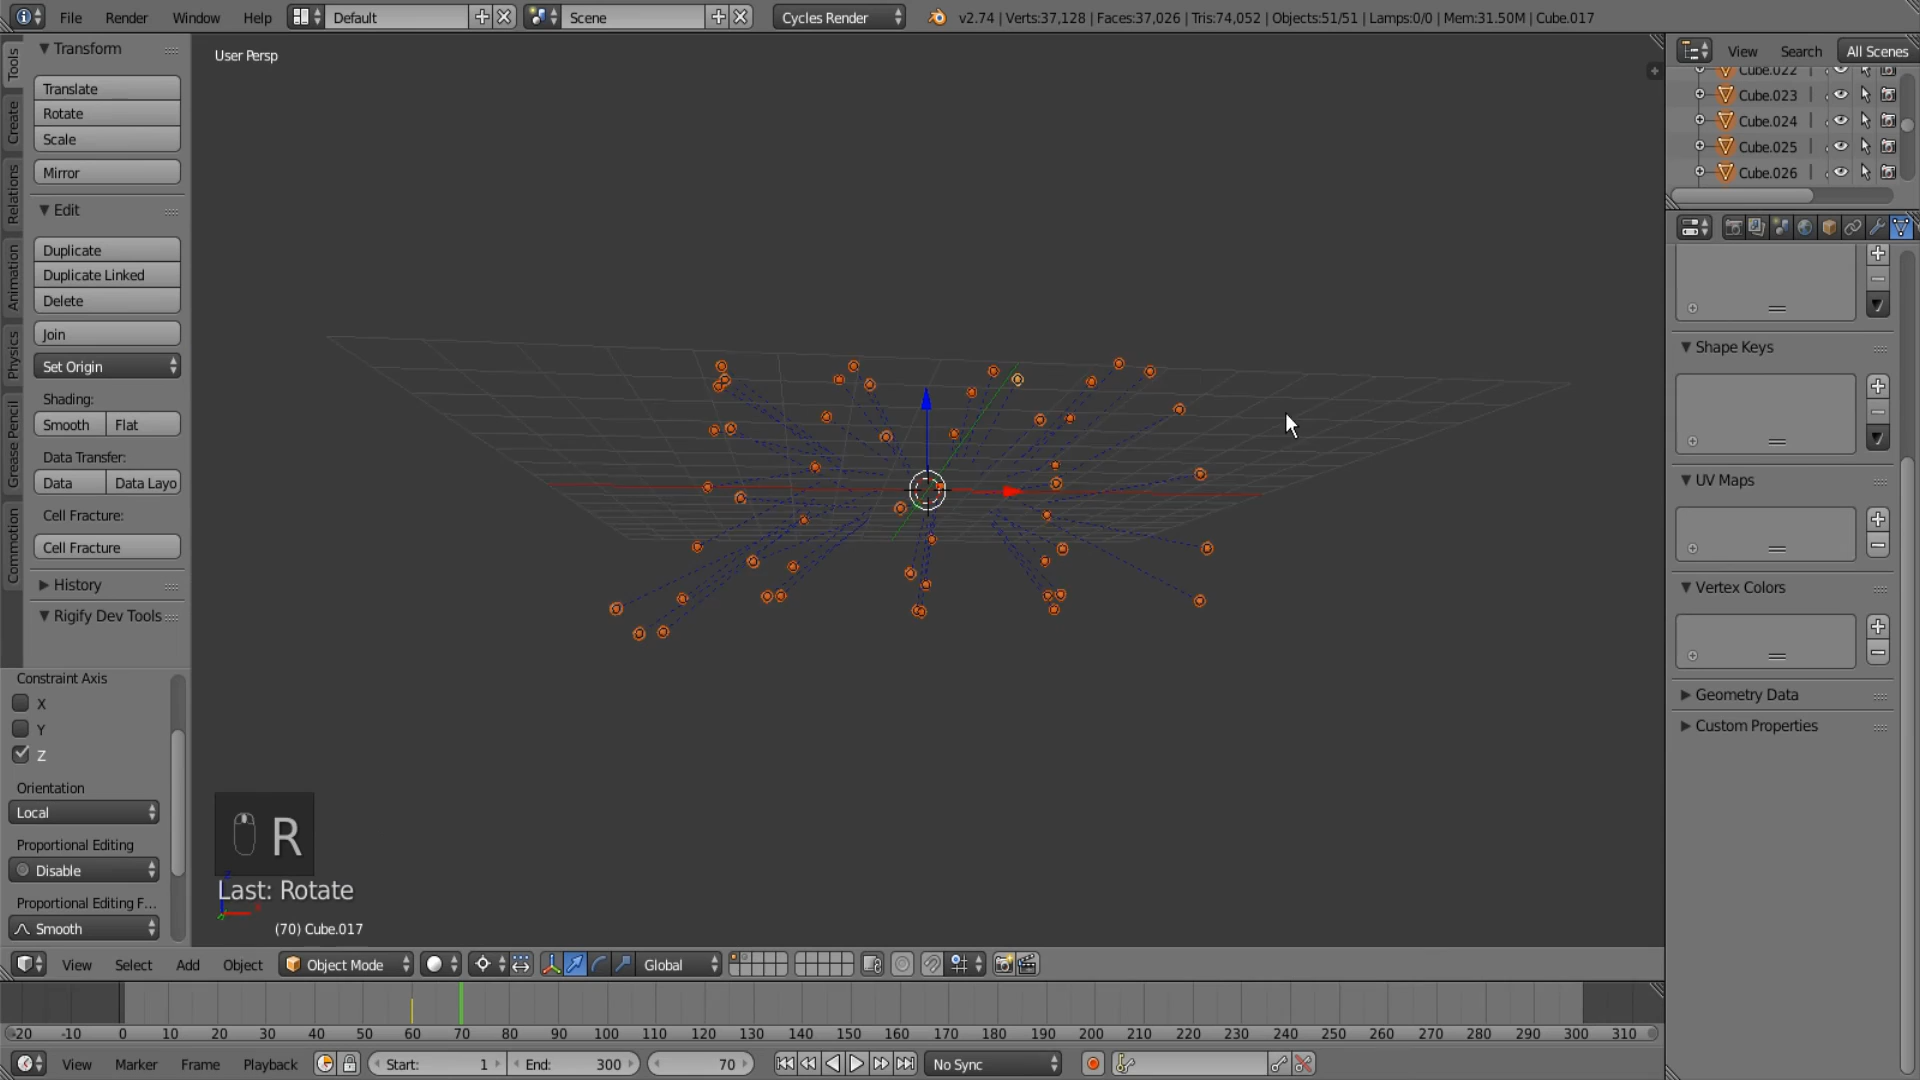 File Render Window Help Default Scene Cycles Render v2.74 | Verts:37,128 | Faces:37,026 | Tris:74,052 | Objects:51/51 | Lamps:0/0 | Mem:31.50M | Cube.017
Tools
Create
Relations
Animation
Physics
Grease Pencil
Commotion
Transform
Translate
Rotate
Scale
Mirror
Edit
Duplicate
Duplicate Linked
Delete
Join
Set Origin
Shading:
Smooth Flat
Data Transfer:
Data Data Layo
Cell Fracture:
Cell Fracture
History
Rigify Dev Tools
Constraint Axis
X
Y
Z
Orientation
Local
Proportional Editing
Disable
Proportional Editing F...
Smooth
User Persp
R
Last: Rotate
(70) Cube.017
View Search All Scenes
Cube.022
Cube.023
Cube.024
Cube.025
Cube.026
Shape Keys
UV Maps
Vertex Colors
Geometry Data
Custom Properties
View Select Add Object Object Mode Global
-20 -10 0 10 20 30 40 50 60 70 80 90 100 110 120 130 140 150 160 170 180 190 200 210 220 230 240 250 260 270 280 290 300 310
View Marker Frame Playback Start: 1 End: 300 70 No Sync